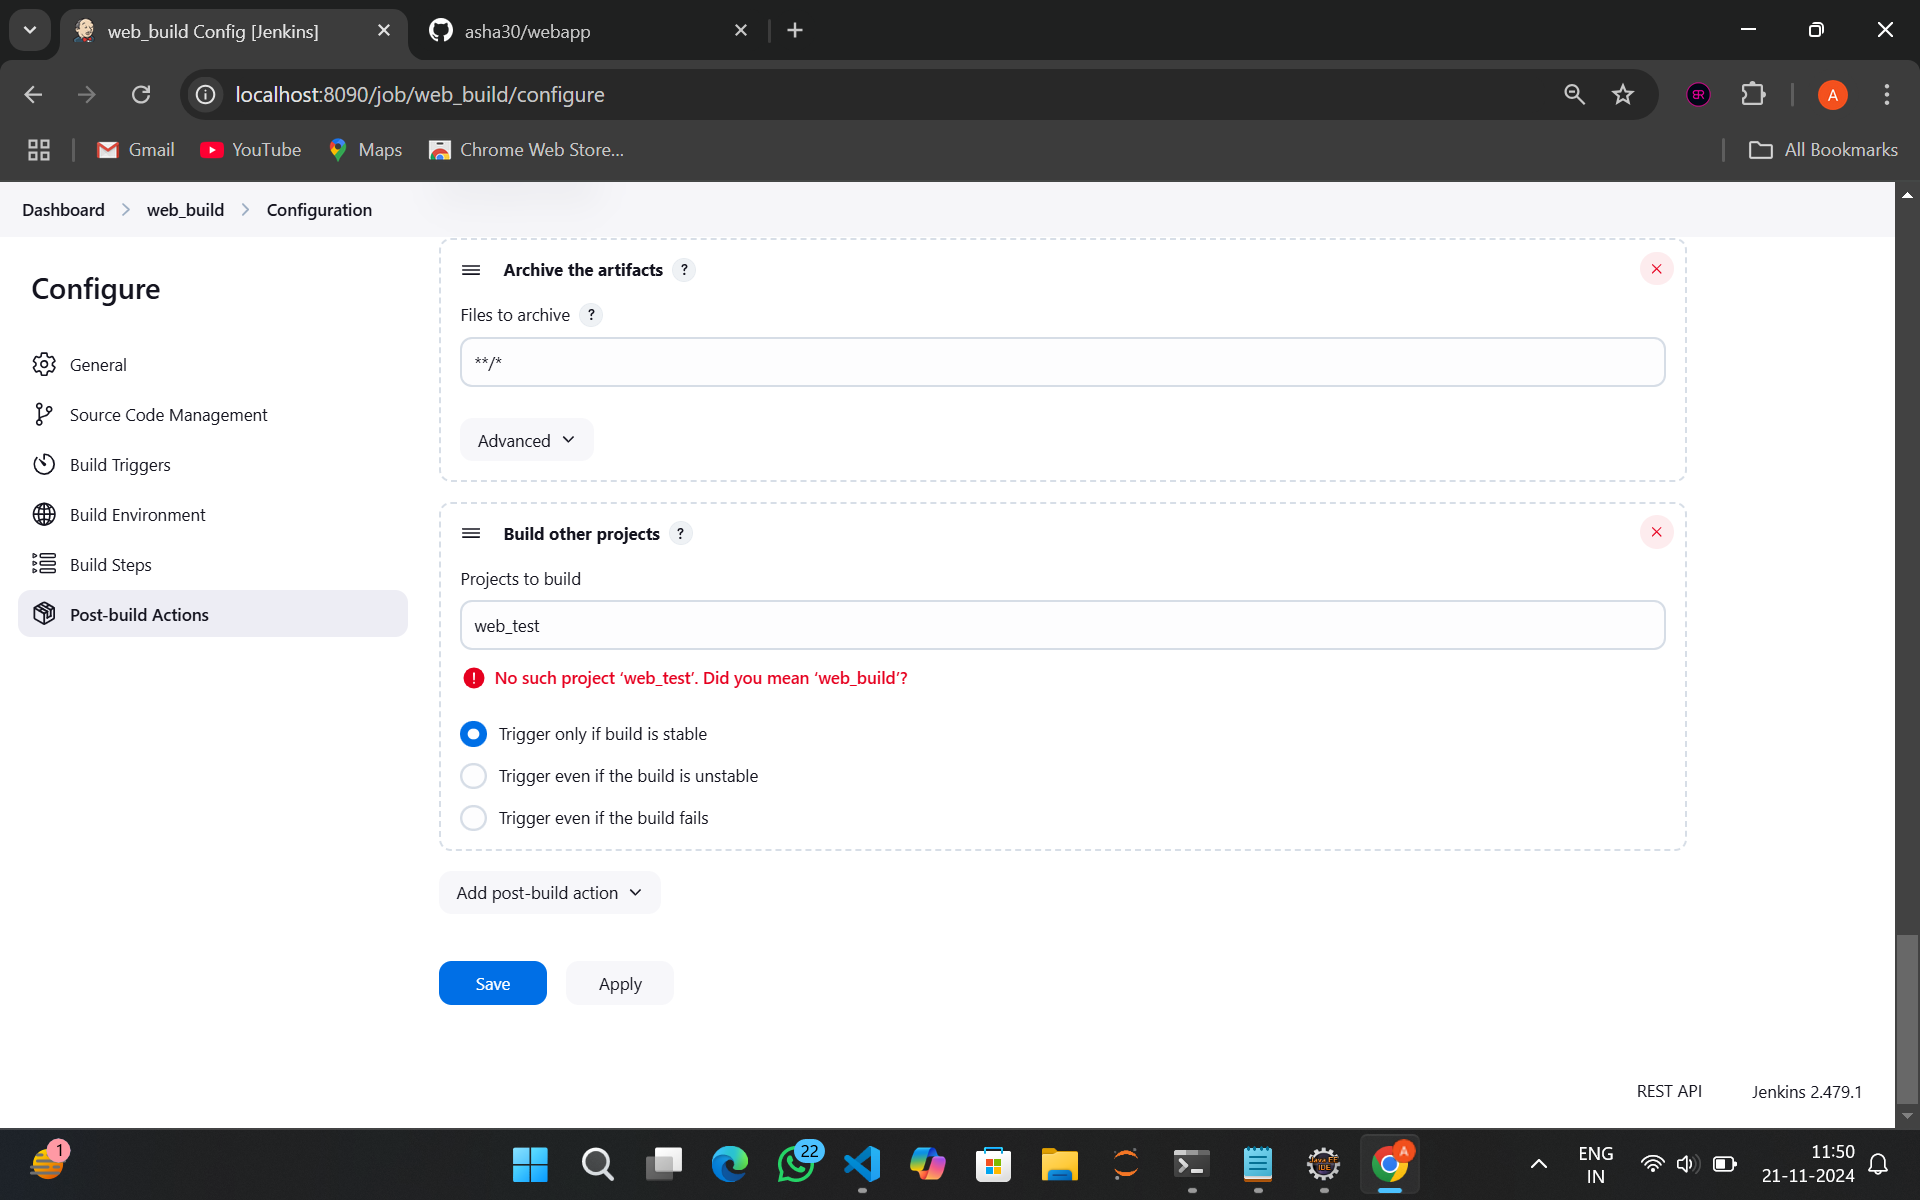 web_build Config [Jenkins]
asha30/webapp
localhost:8090/job/web_build/configure
A
Gmail
YouTube
Maps
Chrome Web Store...
All Bookmarks
Dashboard
web_build
Configuration
Configure
General
Source Code Management
Build Triggers
Build Environment
Build Steps
Post-build Actions
Archive the artifacts ?
Files to archive ?
**/*
Advanced
Build other projects ?
Projects to build
web_test
No such project ‘web_test’. Did you mean ‘web_build’?
Trigger only if build is stable
Trigger even if the build is unstable
Trigger even if the build fails
Add post-build action
Save
Apply
REST API
Jenkins 2.479.1
1
22
A
ENG
IN
11:50
21-11-2024